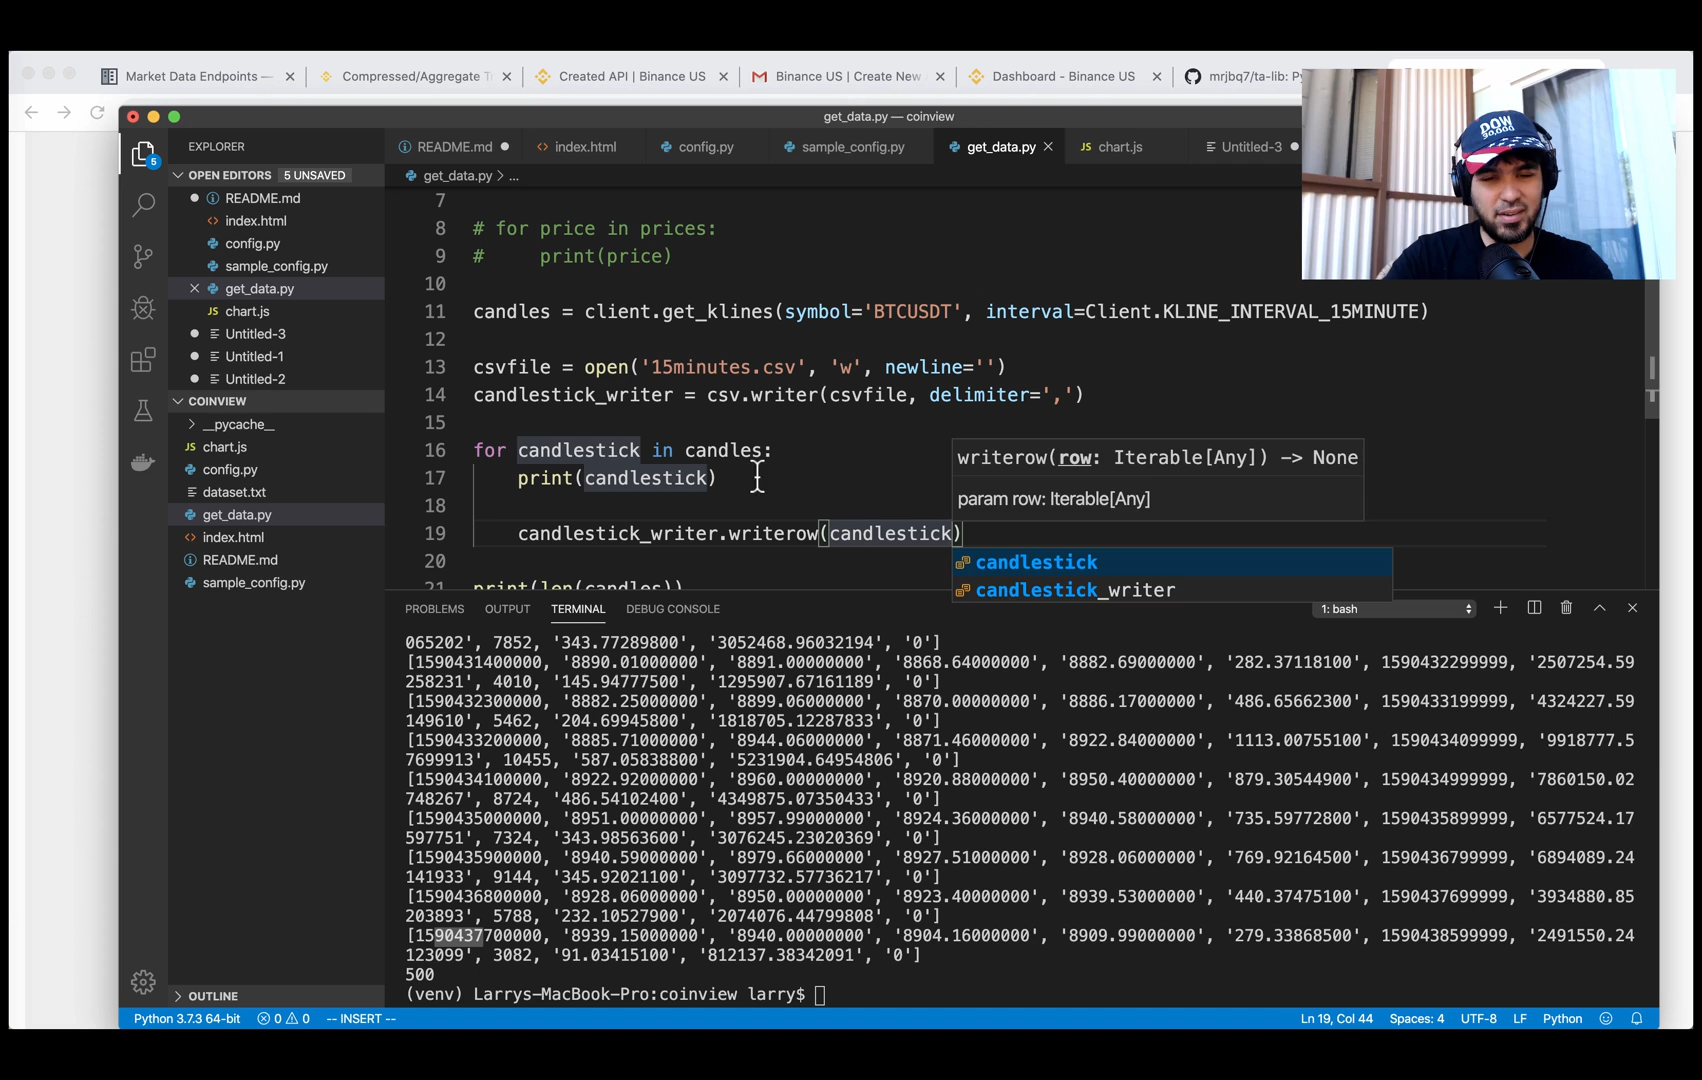 Market Data Endpoints —
Compressed/Aggregate T
Created API | Binance US
Binance US | Create New
Dashboard - Binance US
mrjbq7/ta-lib: Py
DOW
30,000
get_data.py — coinview
5
EXPLORER
README.md
index.html
config.py
sample_config.py
get_data.py
chart.js
Untitled-3
OPEN EDITORS
5 UNSAVED
get_data.py > ...
README.md
index.html
config.py
sample_config.py
get_data.py
JS chart.js
Untitled-3
Untitled-1
Untitled-2
COINVIEW
__pycache__
JS chart.js
config.py
dataset.txt
get_data.py
index.html
README.md
sample_config.py
OUTLINE
7
8 # for price in prices:
9 #     print(price)
10
11 candles = client.get_klines(symbol='BTCUSDT', interval=Client.KLINE_INTERVAL_15MINUTE)
12
13 csvfile = open('15minutes.csv', 'w', newline='')
14 candlestick_writer = csv.writer(csvfile, delimiter=',')
15
16 for candlestick in candles:
17     print(candlestick)
18
19     candlestick_writer.writerow(candlestick)
20
21 print(len(candles))
writerow(row: Iterable[Any]) -> None
param row: Iterable[Any]
candlestick
candlestick_writer
PROBLEMS OUTPUT TERMINAL DEBUG CONSOLE
1: bash
065202', 7852, '343.77289800', '3052468.96032194', '0']
[1590431400000, '8890.01000000', '8891.00000000', '8868.64000000', '8882.69000000', '282.37118100', 1590432299999, '2507254.59
258231', 4010, '145.94777500', '1295907.67161189', '0']
[1590432300000, '8882.25000000', '8899.06000000', '8870.00000000', '8886.17000000', '486.65662300', 1590433199999, '4324227.59
149610', 5462, '204.69945800', '1818705.12287833', '0']
[1590433200000, '8885.71000000', '8944.06000000', '8871.46000000', '8922.84000000', '1113.00755100', 1590434099999, '9918777.5
7699913', 10455, '587.05838800', '5231904.64954806', '0']
[1590434100000, '8922.92000000', '8960.00000000', '8920.88000000', '8950.40000000', '879.30544900', 1590434999999, '7860150.02
748267', 8724, '486.54102400', '4349875.07350433', '0']
[1590435000000, '8951.00000000', '8957.99000000', '8924.36000000', '8940.58000000', '735.59772800', 1590435899999, '6577524.17
597751', 7324, '343.98563600', '3076245.23020369', '0']
[1590435900000, '8940.59000000', '8979.66000000', '8927.51000000', '8928.06000000', '769.92164500', 1590436799999, '6894089.24
141933', 9144, '345.92021100', '3097732.57736217', '0']
[1590436800000, '8928.06000000', '8950.00000000', '8923.40000000', '8939.53000000', '440.37475100', 1590437699999, '3934880.85
203893', 5788, '232.10527900', '2074076.44799808', '0']
[1590437700000, '8939.15000000', '8940.00000000', '8904.16000000', '8909.99000000', '279.33868500', 1590438599999, '2491550.24
123099', 3082, '91.03415100', '812137.38342091', '0']
500
(venv) Larrys-MacBook-Pro:coinview larry$
Python 3.7.3 64-bit
0
0
-- INSERT --
Ln 19, Col 44
Spaces: 4
UTF-8
LF
Python